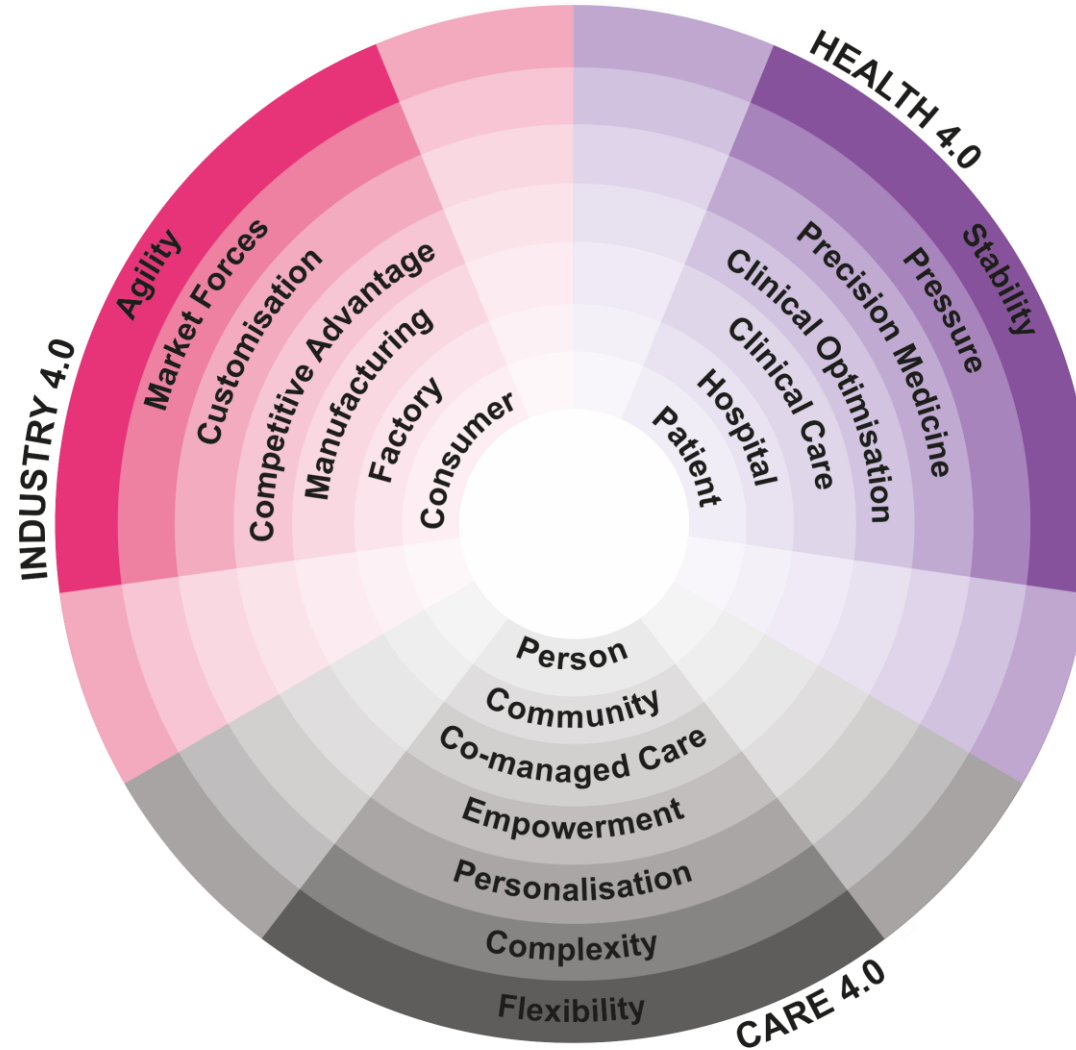 INDUSTRY 4.0
Agility
Market Forces
Customisation
Competitive Advantage
Manufacturing
Factory
Consumer
HEALTH 4.0
Stability
Pressure
Precision Medicine
Clinical Optimisation
Clinical Care
Hospital
Patient
Person
Community
Co-managed Care
Empowerment
Personalisation
Complexity
Flexibility
CARE 4.0